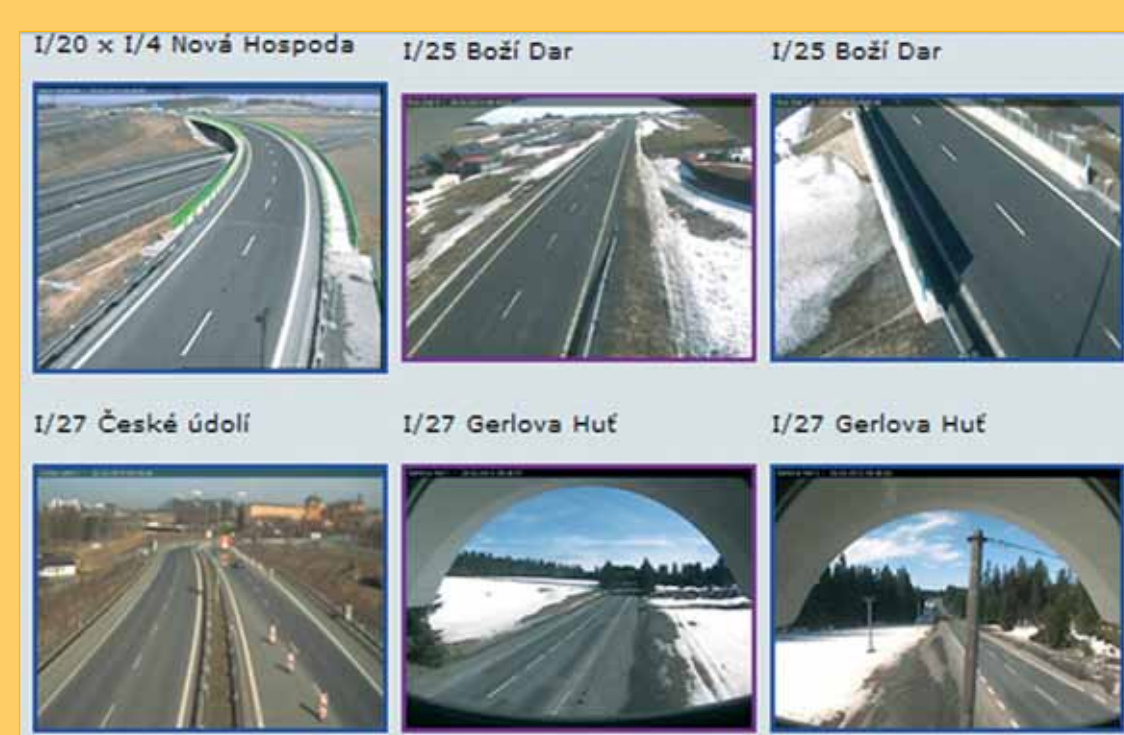 I/20 x I/4 Nová Hospoda
I/25 Boží Dar
I/25 Boží Dar
I/27 České údolí
I/27 Gerlova Huť
I/27 Gerlova Huť